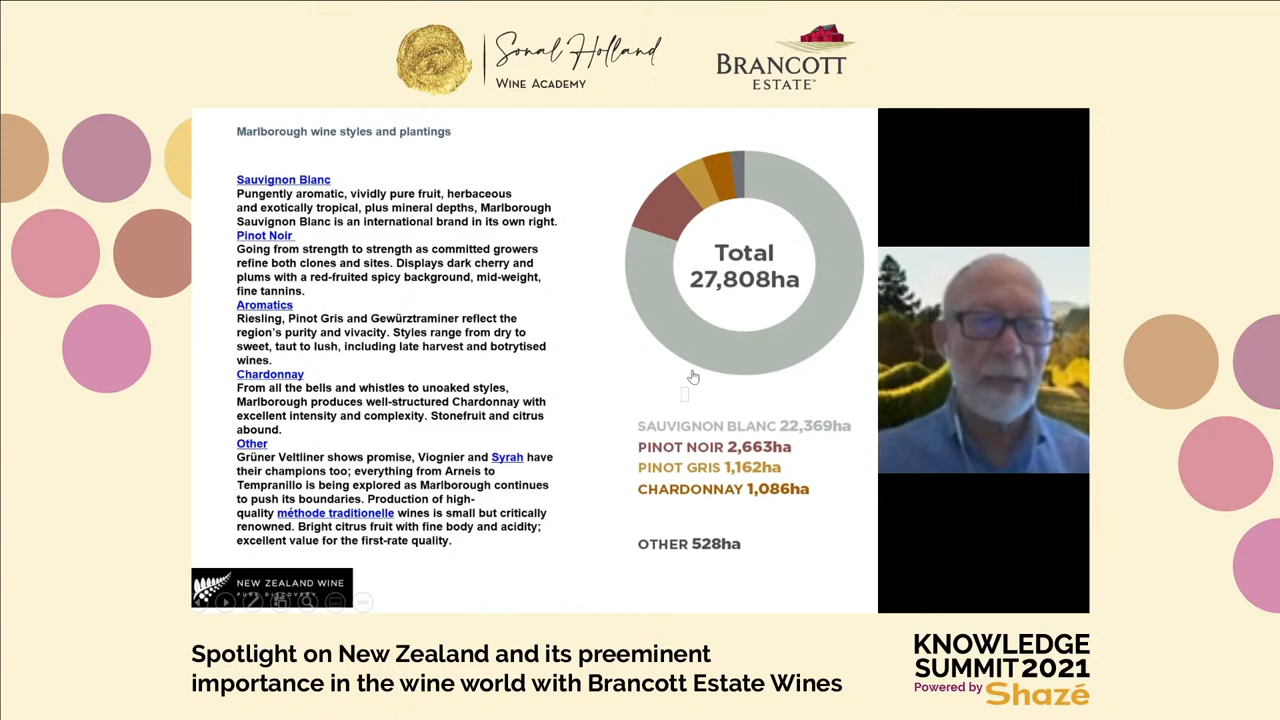 Sonal Holland
WINE ACADEMY
BRANCOTT
ESTATE™
Marlborough wine styles and plantings
Sauvignon Blanc
Pungently aromatic, vividly pure fruit, herbaceous
and exotically tropical, plus mineral depths, Marlborough
Sauvignon Blanc is an international brand in its own right.
Pinot Noir
Going from strength to strength as committed growers
refine both clones and sites. Displays dark cherry and
plums with a red-fruited spicy background, mid-weight,
fine tannins.
Aromatics
Riesling, Pinot Gris and Gewürztraminer reflect the
region's purity and vivacity. Styles range from dry to
sweet, taut to lush, including late harvest and botrytised
wines.
Chardonnay
From all the bells and whistles to unoaked styles,
Marlborough produces well-structured Chardonnay with
excellent intensity and complexity. Stonefruit and citrus
abound.
Other
Grüner Veltliner shows promise, Viognier and Syrah have
their champions too; everything from Arneis to
Tempranillo is being explored as Marlborough continues
to push its boundaries. Production of high-
quality méthode traditionelle wines is small but critically
renowned. Bright citrus fruit with fine body and acidity;
excellent value for the first-rate quality.
Total
27,808ha
SAUVIGNON BLANC 22,369ha
PINOT NOIR 2,663ha
PINOT GRIS 1,162ha
CHARDONNAY 1,086ha
OTHER 528ha
NEW ZEALAND WINE
PURE DISCOVERY
Spotlight on New Zealand and its preeminent
importance in the wine world with Brancott Estate Wines
KNOWLEDGE
SUMMIT 2021
Powered by Shazé